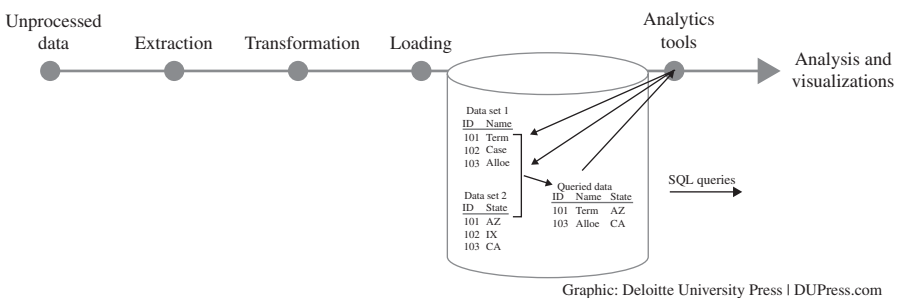 Unprocessed
data
Extraction
Transformation
Loading
Analytics
tools
Analysis and
visualizations
Data set 1
ID Name
101 Term
102 Case
103 Alloe
Data set 2
ID State
101 AZ
102 IX
103 CA
Queried data
ID Name State
101 Term AZ
103 Alloe CA
SQL queries
Graphic: Deloitte University Press | DUPress.com